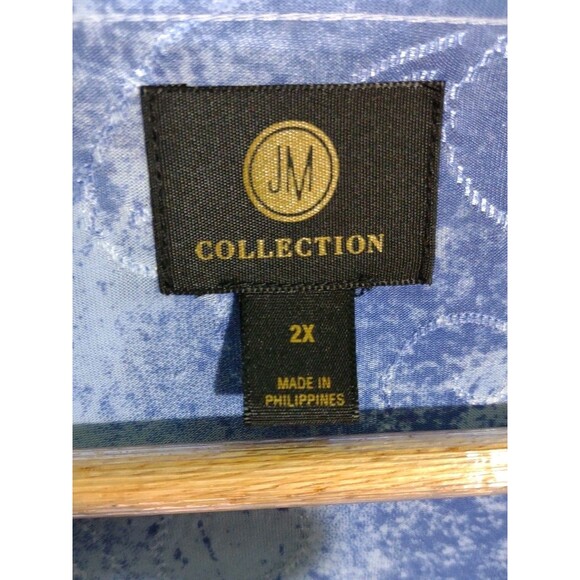 JM
COLLECTION
2X
MADE IN
PHILIPPINES